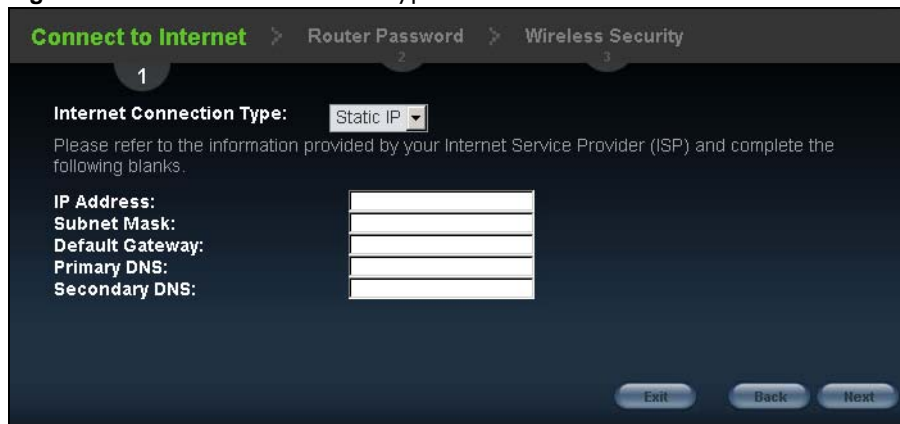 Connect to Internet > Router Password > Wireless Security
1 2 3
Internet Connection Type: Static IP
Please refer to the information provided by your Internet Service Provider (ISP) and complete the
following blanks.
IP Address:
Subnet Mask:
Default Gateway:
Primary DNS:
Secondary DNS:
Exit Back Next